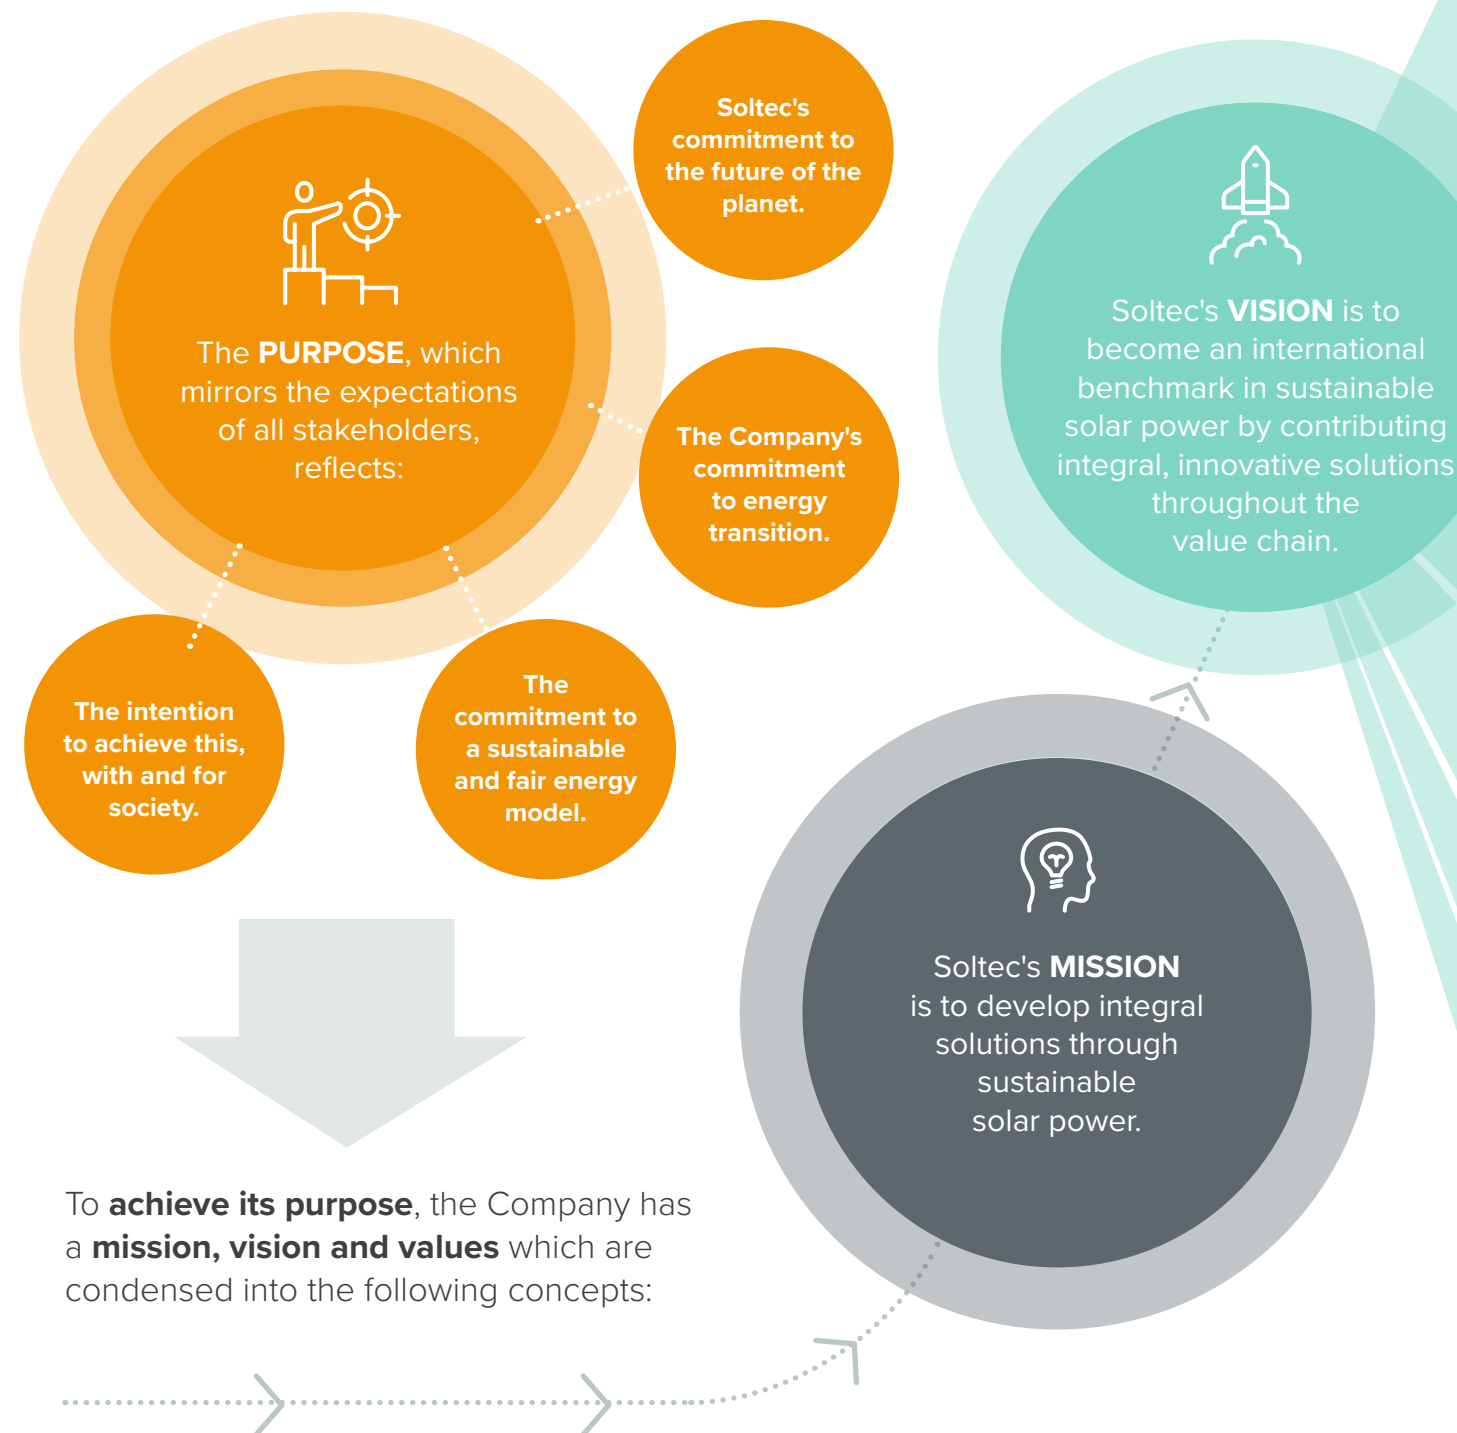 The PURPOSE, which
mirrors the expectations
of all stakeholders,
reflects:
Soltec's
commitment to
the future of the
planet.
The Company's
commitment
to energy
transition.
The
commitment to
a sustainable
and fair energy
model.
The intention
to achieve this,
with and for
society.
To achieve its purpose, the Company has
a mission, vision and values which are
condensed into the following concepts:
Soltec's MISSION
is to develop integral
solutions through
sustainable
solar power.
Soltec's VISION is to
become an international
benchmark in sustainable
solar power by contributing
integral, innovative solutions
throughout the
value chain.